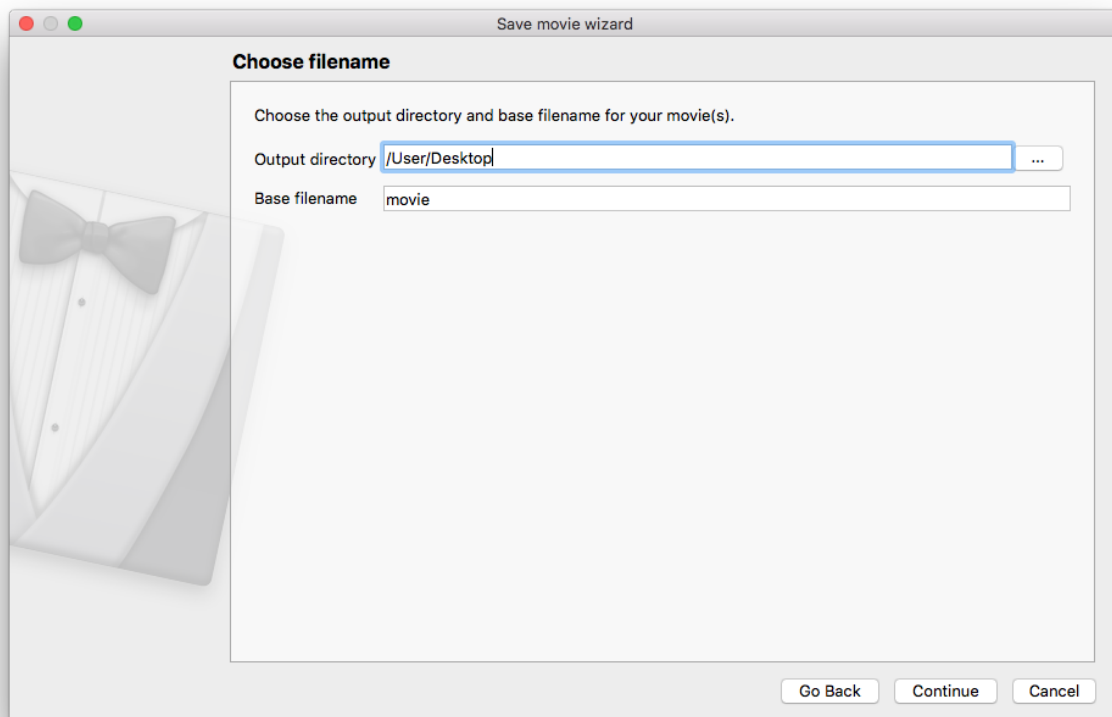 Save movie wizard
Choose filename
Choose the output directory and base filename for your movie(s).
Output directory /User/Desktop ...
Base filename movie
Go Back Continue Cancel